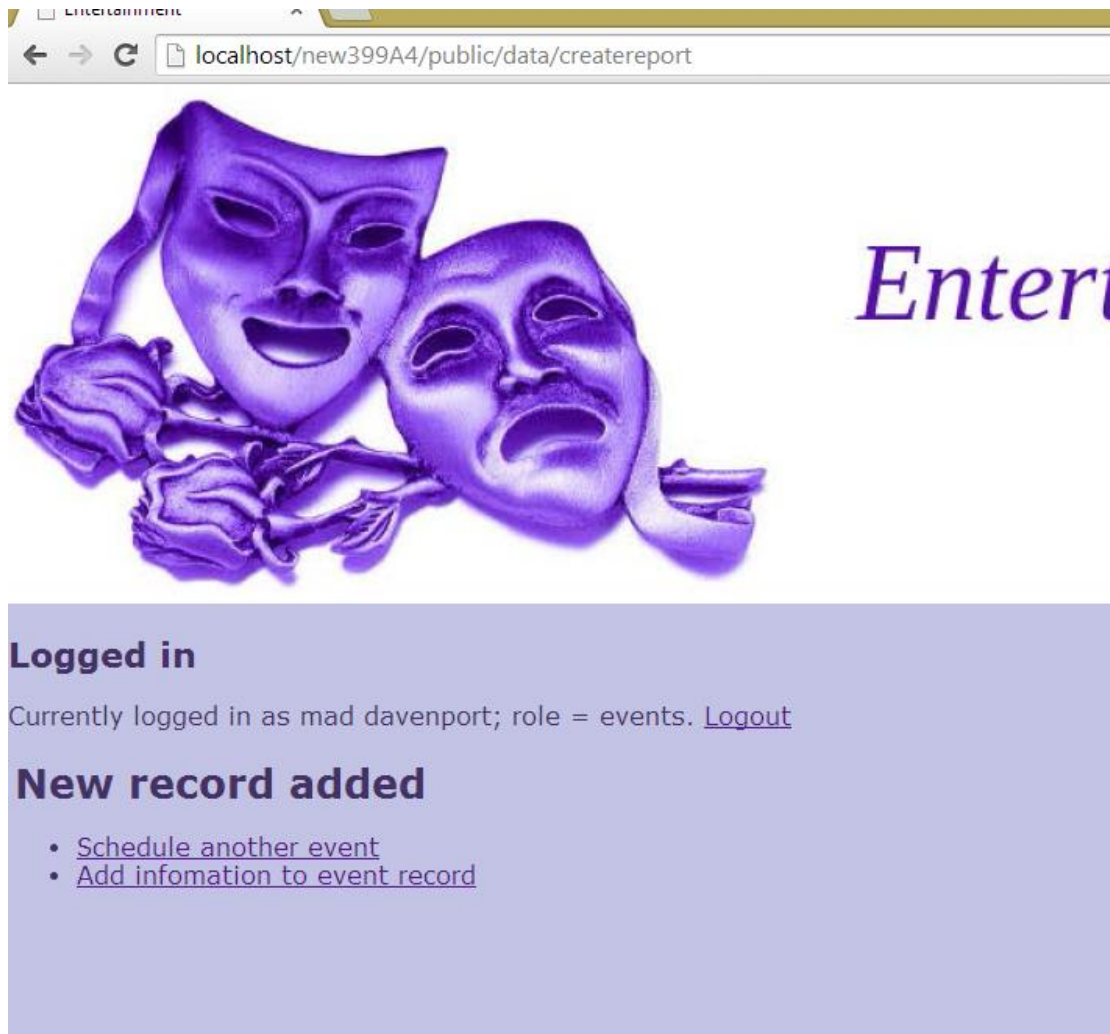 Entertainment
localhost/new399A4/public/data/createreport
Entert
Logged in
Currently logged in as mad davenport; role = events. Logout
New record added
Schedule another event
Add infomation to event record